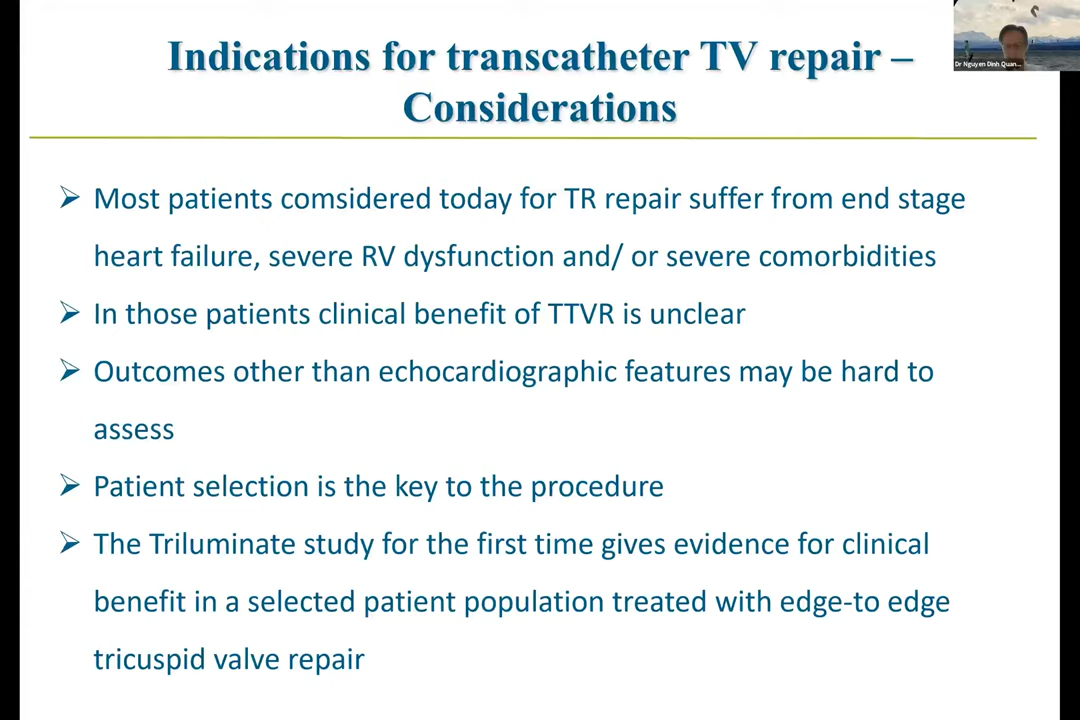 Indications for transcatheter TV repair –
Considerations
Dr Nguyen Dinh Quan...
➢ Most patients comsidered today for TR repair suffer from end stage
heart failure, severe RV dysfunction and/ or severe comorbidities
➢ In those patients clinical benefit of TTVR is unclear
➢ Outcomes other than echocardiographic features may be hard to
assess
➢ Patient selection is the key to the procedure
➢ The Triluminate study for the first time gives evidence for clinical
benefit in a selected patient population treated with edge-to edge
tricuspid valve repair